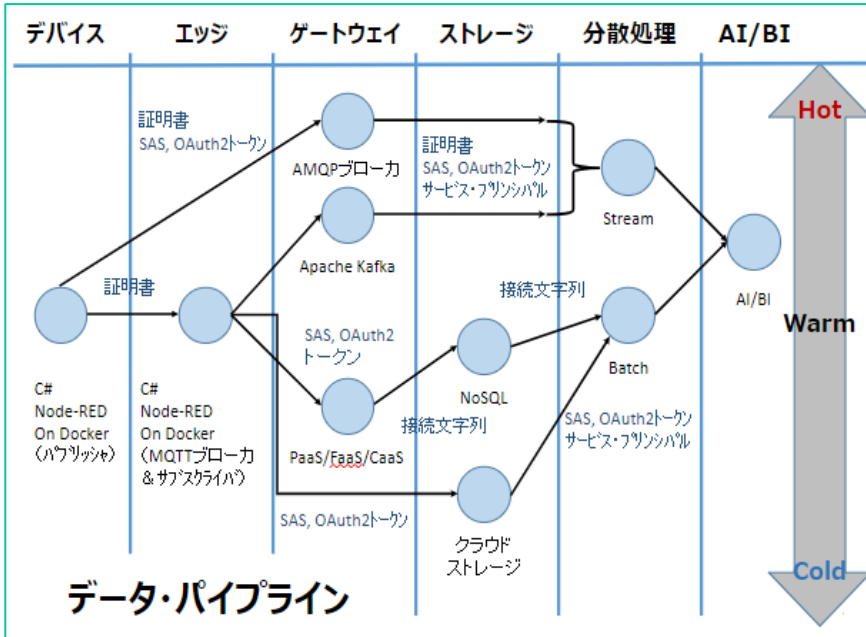 デバイス
エッジ
ゲートウェイ
ストレージ
分散処理
AI/BI
Hot
証明書
SAS, OAuth2トークン
AMQPブローカ
証明書
SAS, OAuth2トークン
サービス・プリンシパル
Stream
Apache Kafka
証明書
接続文字列
AI/BI
Warm
SAS, OAuth2
トークン
NoSQL
Batch
C#
Node-RED
On Docker
(パブリッシャ)
C#
Node-RED
On Docker
(MQTTブローカ
&サブスクライバ)
接続文字列
PaaS/FaaS/CaaS
SAS, OAuth2トークン
サービス・プリンシパル
SAS, OAuth2トークン
クラウド
ストレージ
Cold
データ・パイプライン